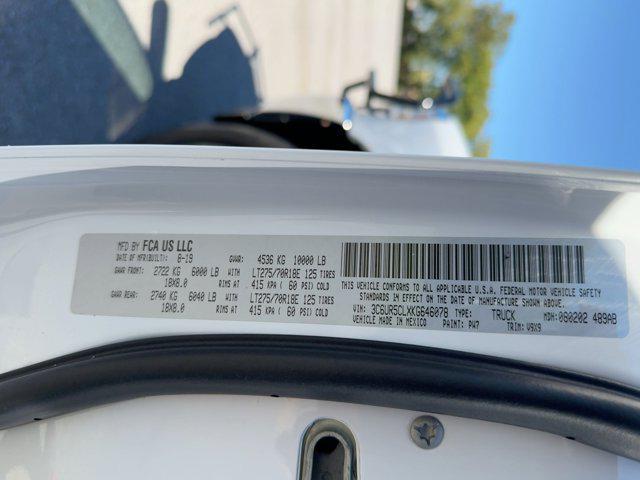 MFD BY FCA US LLC
DATE OF MFR(BUILT): 8-19 GVWR: 4536 KG 10000 LB
GAWR FRONT: 2722 KG 6000 LB WITH LT275/70R18E 125 TIRES
18X8.0 RIMS AT 415 KPA ( 60 PSI) COLD
GAWR REAR: 2740 KG 6040 LB WITH LT275/70R18E 125 TIRES
18X8.0 RIMS AT 415 KPA ( 60 PSI) COLD
THIS VEHICLE CONFORMS TO ALL APPLICABLE U.S.A. FEDERAL MOTOR VEHICLE SAFETY
STANDARDS IN EFFECT ON THE DATE OF MANUFACTURE SHOWN ABOVE.
VIN: 3C6UR5CLXKG646078 TYPE: TRUCK MDH: 080202 489AB
VEHICLE MADE IN MEXICO PAINT: PW7 TRIM: V9X9